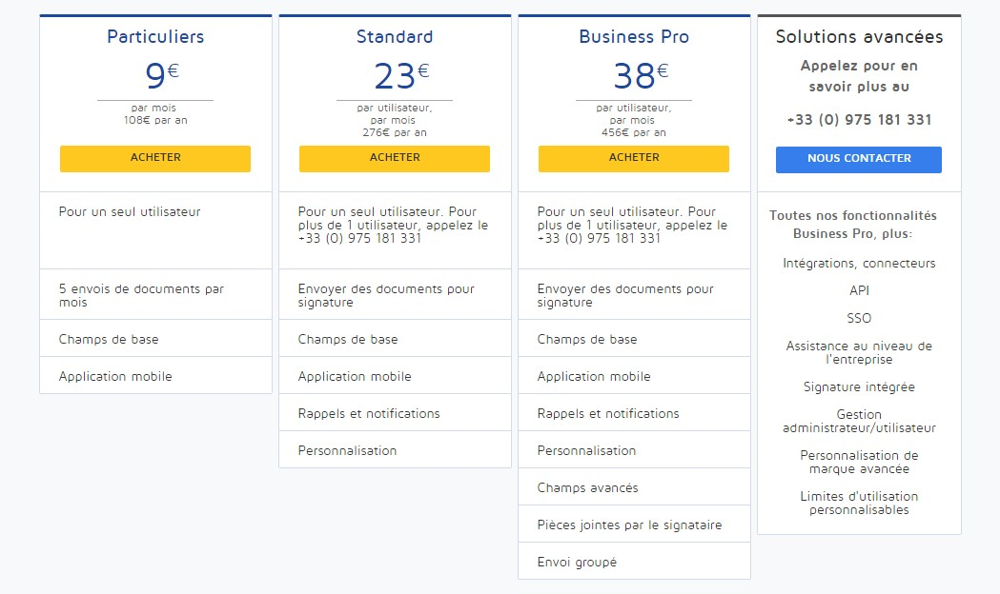 Particuliers
9€
par mois
108€ par an
ACHETER
Pour un seul utilisateur
5 envois de documents par
mois
Champs de base
Application mobile
Standard
23€
par utilisateur,
par mois
276€ par an
ACHETER
Pour un seul utilisateur. Pour
plus de 1 utilisateur, appelez le
+33 (0) 975 181 331
Envoyer des documents pour
signature
Champs de base
Application mobile
Rappels et notifications
Personnalisation
Business Pro
38€
par utilisateur,
par mois
456€ par an
ACHETER
Pour un seul utilisateur. Pour
plus de 1 utilisateur, appelez le
+33 (0) 975 181 331
Envoyer des documents pour
signature
Champs de base
Application mobile
Rappels et notifications
Personnalisation
Champs avancés
Pièces jointes par le signataire
Envoi groupé
Solutions avancées
Appelez pour en
savoir plus au
+33 (0) 975 181 331
NOUS CONTACTER
Toutes nos fonctionnalités
Business Pro, plus:
Intégrations, connecteurs
API
SSO
Assistance au niveau de
l'entreprise
Signature intégrée
Gestion
administrateur/utilisateur
Personnalisation de
marque avancée
Limites d'utilisation
personnalisables